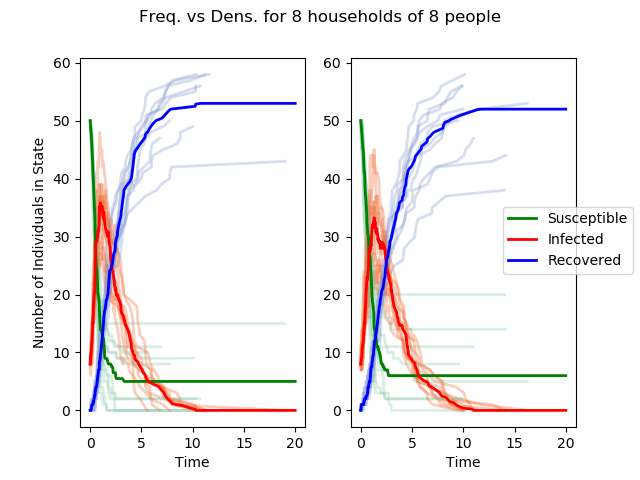 Freq. vs Dens. for 8 households of 8 people
Number of Individuals in State
60
50
40
30
20
10
0
0 5 10 15 20
Time
60
50
40
30
20
10
0
0 5 10 15 20
Time
Susceptible
Infected
Recovered